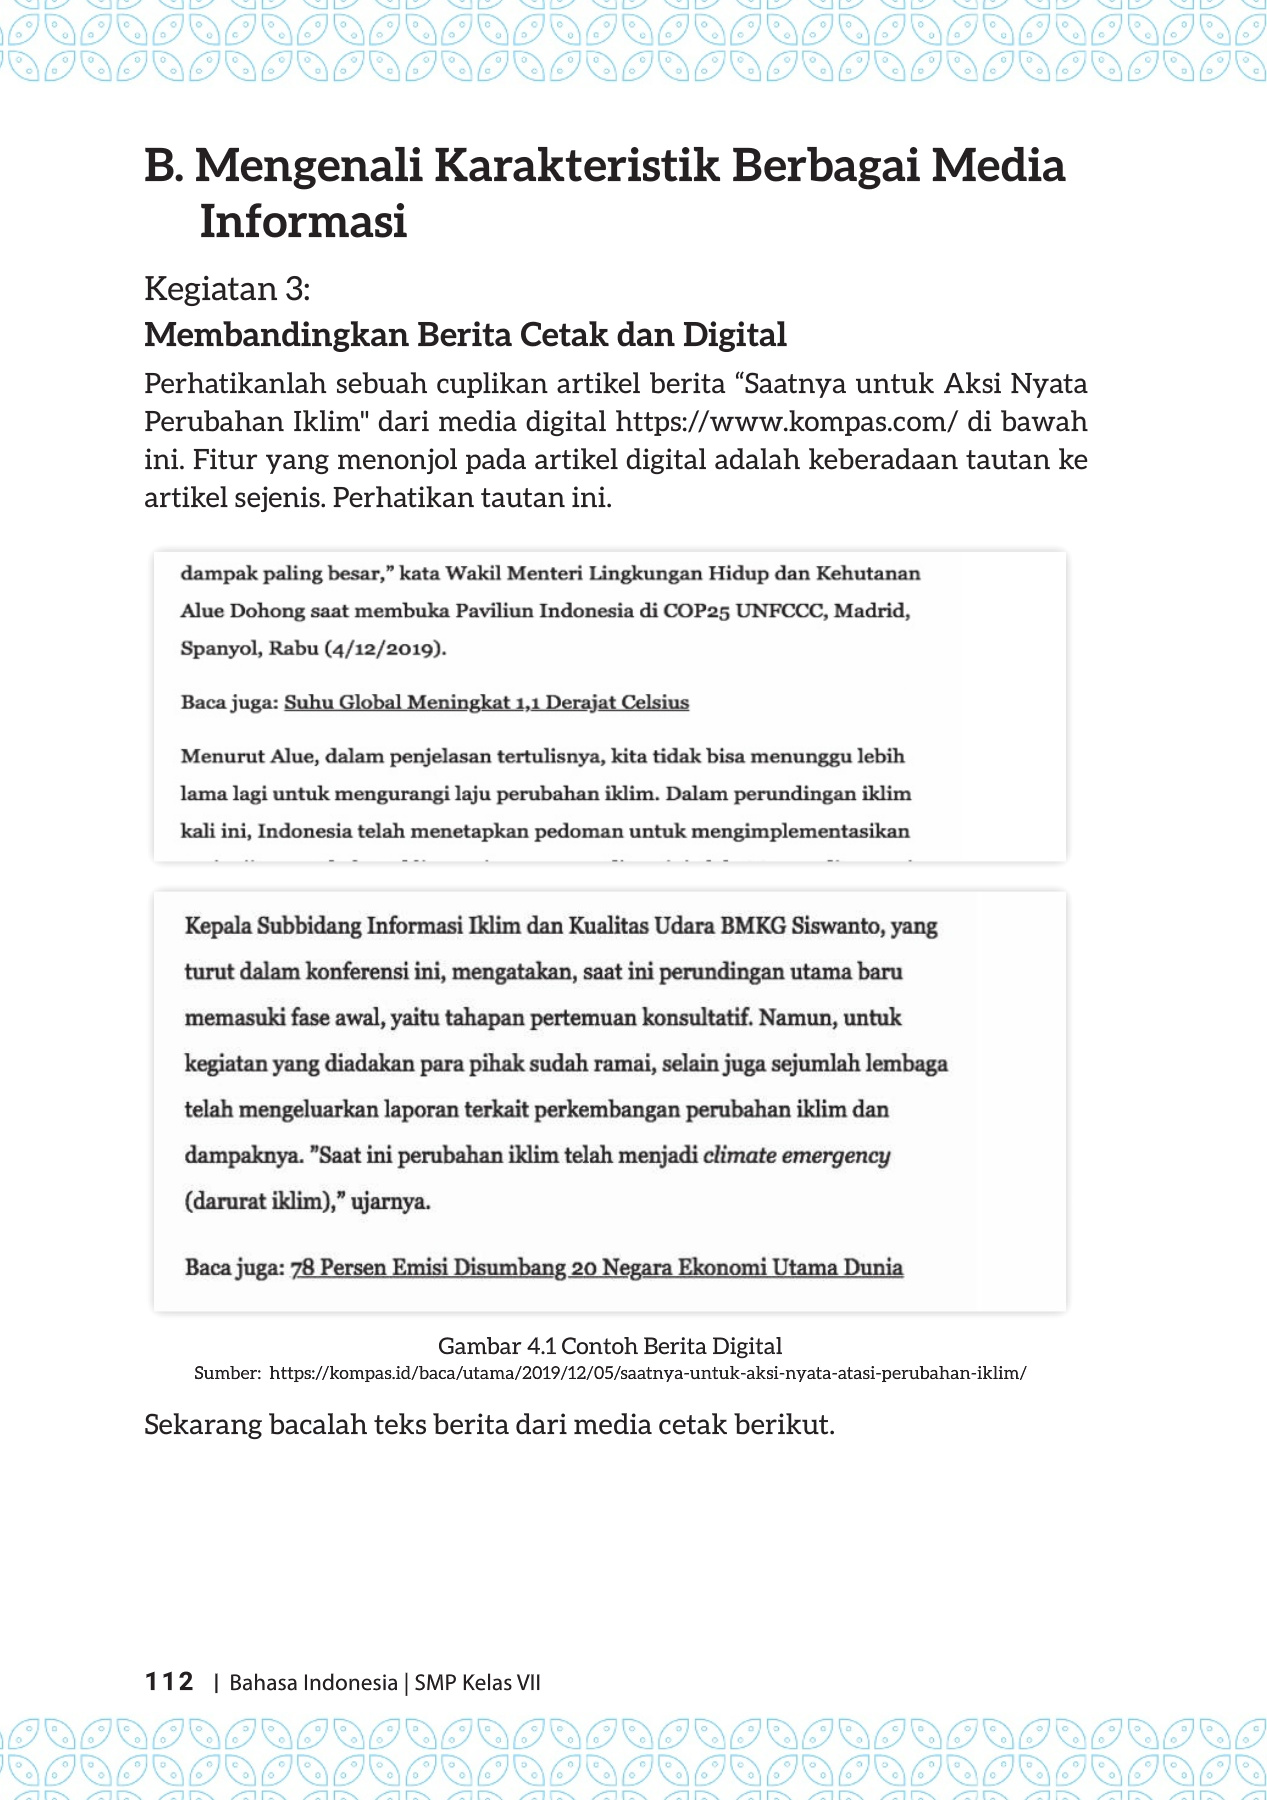 B. Mengenali Karakteristik Berbagai Media
Informasi
Kegiatan 3:
Membandingkan Berita Cetak dan Digital
Perhatikanlah sebuah cuplikan artikel berita “Saatnya untuk Aksi Nyata
Perubahan Iklim" dari media digital https://www.kompas.com/ di bawah
ini. Fitur yang menonjol pada artikel digital adalah keberadaan tautan ke
artikel sejenis. Perhatikan tautan ini.
dampak paling besar,” kata Wakil Menteri Lingkungan Hidup dan Kehutanan
Alue Dohong saat membuka Paviliun Indonesia di COP25 UNFCCC, Madrid,
Spanyol, Rabu (4/12/2019).
Baca juga: Suhu Global Meningkat 1,1 Derajat Celsius
Menurut Alue, dalam penjelasan tertulisnya, kita tidak bisa menunggu lebih
lama lagi untuk mengurangi laju perubahan iklim. Dalam perundingan iklim
kali ini, Indonesia telah menetapkan pedoman untuk mengimplementasikan
Kepala Subbidang Informasi Iklim dan Kualitas Udara BMKG Siswanto, yang
turut dalam konferensi ini, mengatakan, saat ini perundingan utama baru
memasuki fase awal, yaitu tahapan pertemuan konsultatif. Namun, untuk
kegiatan yang diadakan para pihak sudah ramai, selain juga sejumlah lembaga
telah mengeluarkan laporan terkait perkembangan perubahan iklim dan
dampaknya. ”Saat ini perubahan iklim telah menjadi climate emergency
(darurat iklim),” ujarnya.
Baca juga: 78 Persen Emisi Disumbang 20 Negara Ekonomi Utama Dunia
Gambar 4.1 Contoh Berita Digital
Sumber: https://kompas.id/baca/utama/2019/12/05/saatnya-untuk-aksi-nyata-atasi-perubahan-iklim/
Sekarang bacalah teks berita dari media cetak berikut.
112 | Bahasa Indonesia | SMP Kelas VII